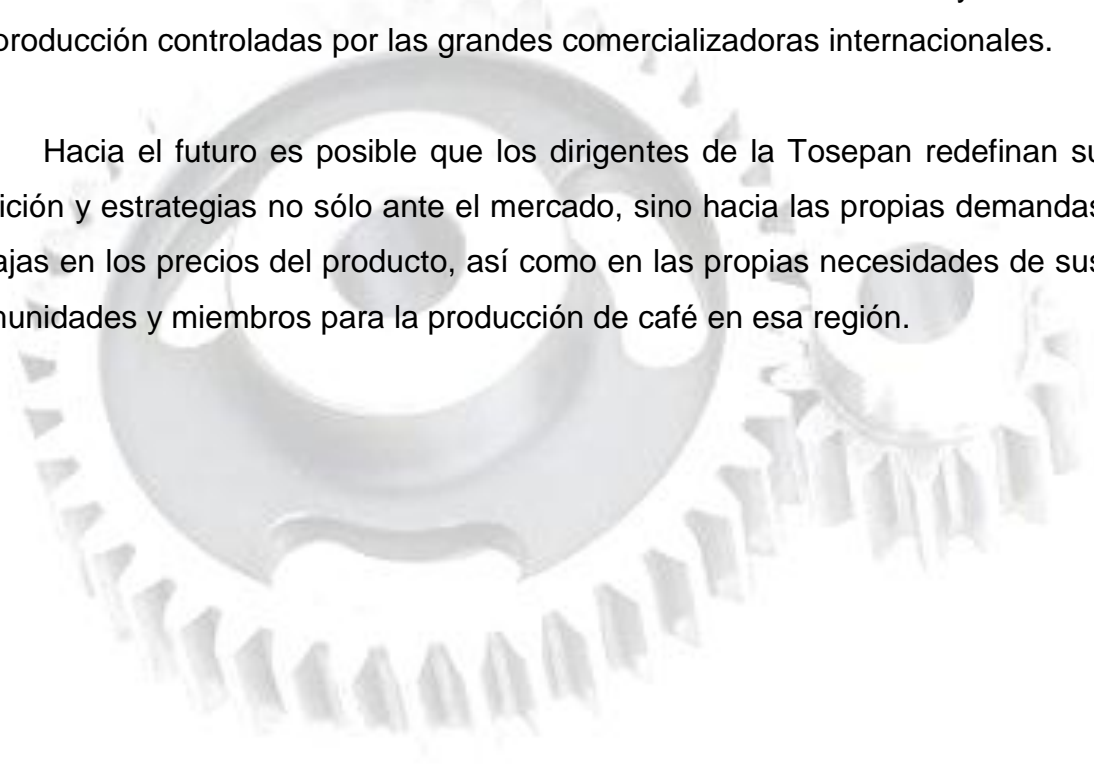 producción controladas por las grandes comercializadoras internacionales.
Hacia el futuro es posible que los dirigentes de la Tosepan redefinan su
ición y estrategias no sólo ante el mercado, sino hacia las propias demandas
ajas en los precios del producto, así como en las propias necesidades de sus
unidades y miembros para la producción de café en esa región.